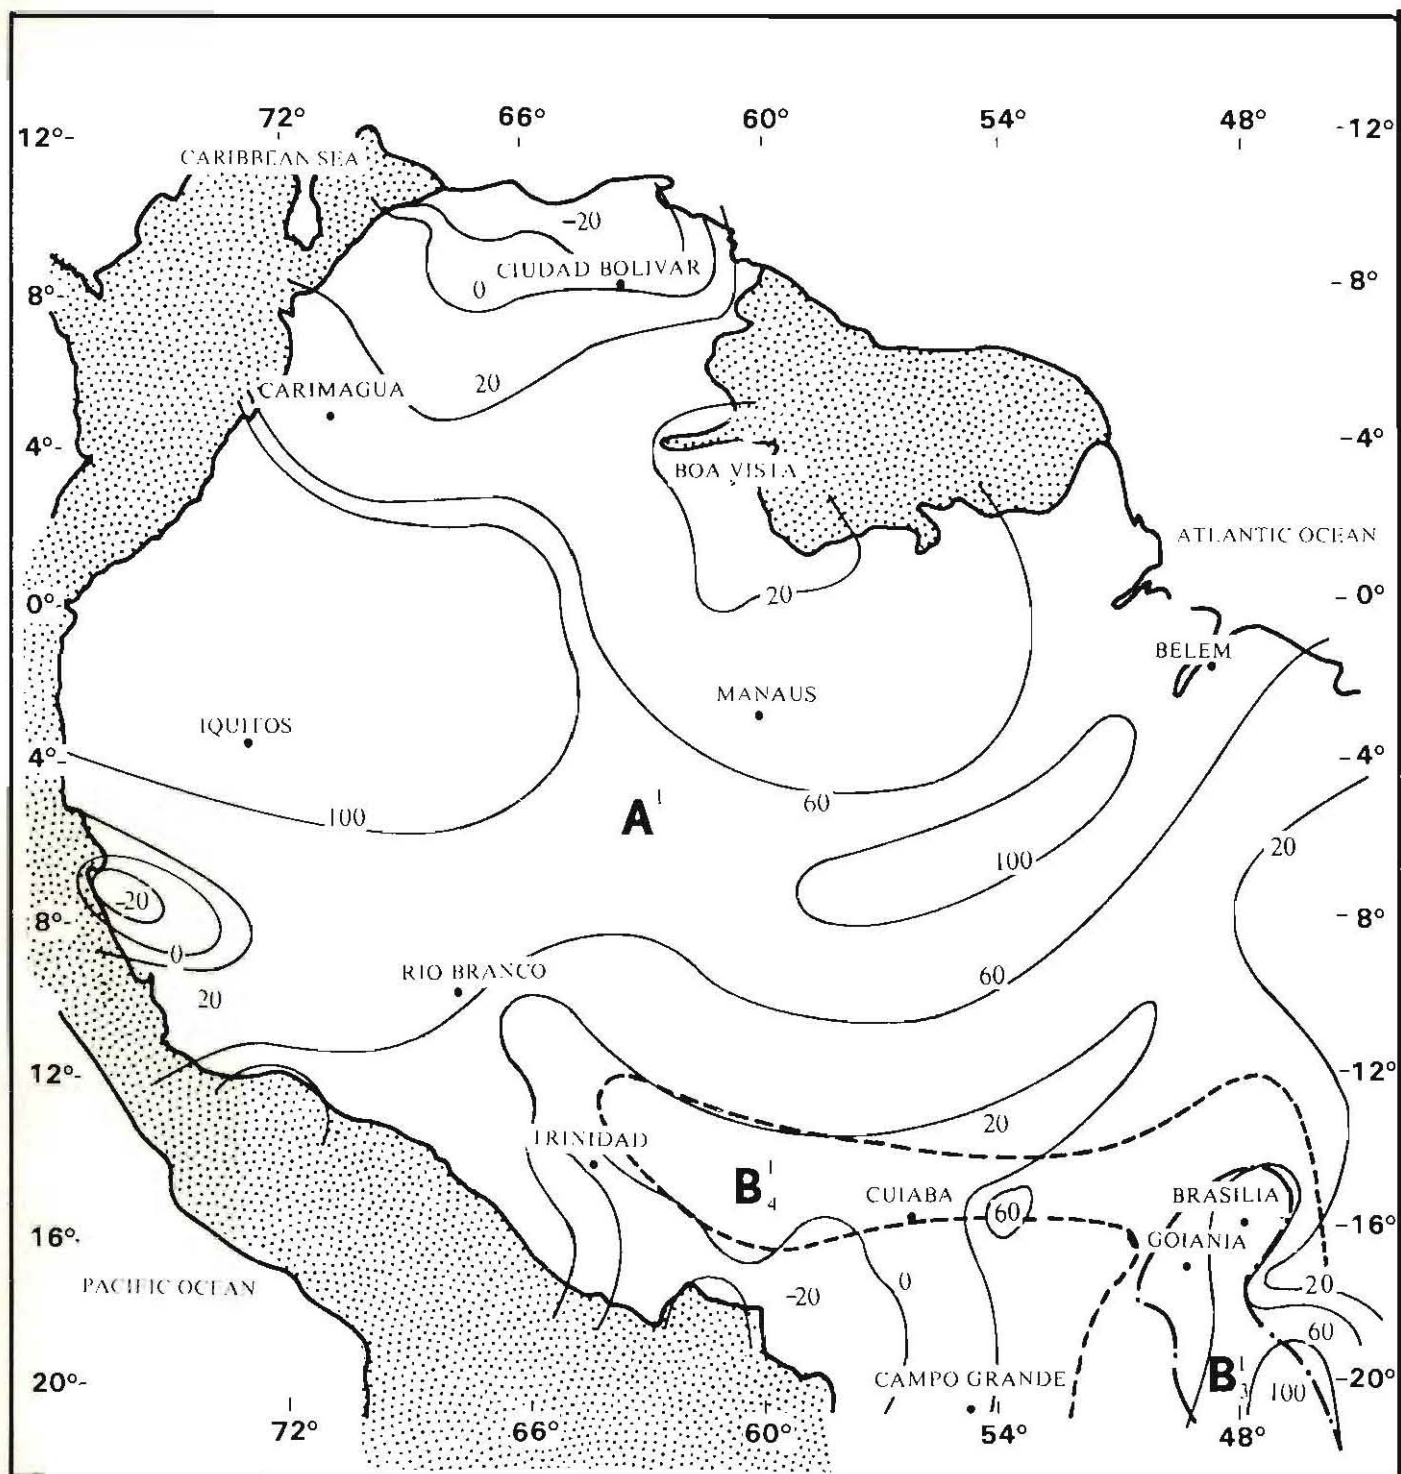 72° 66° 60° 54° 48°
12° -12°
CARIBBEAN SEA
-20
CIUDAD BOLIVAR
0
8° -8°
20
CARIMAGUA
4° -4°
BOA VISTA
ATLANTIC OCEAN
20
0° -0°
BELEM
MANAUS
IQUITOS
4° -4°
60
100
A¹
20
100
-20
8° -8°
0
RIO BRANCO
60
20
12° -12°
20
TRINIDAD
B¹₄
CUIABA
BRASILIA
60
16° -16°
GOIANIA
0
PACIFIC OCEAN
-20
20
60
B¹₃
20° -20°
CAMPO GRANDE
100
72° 66° 60° 54° 48°